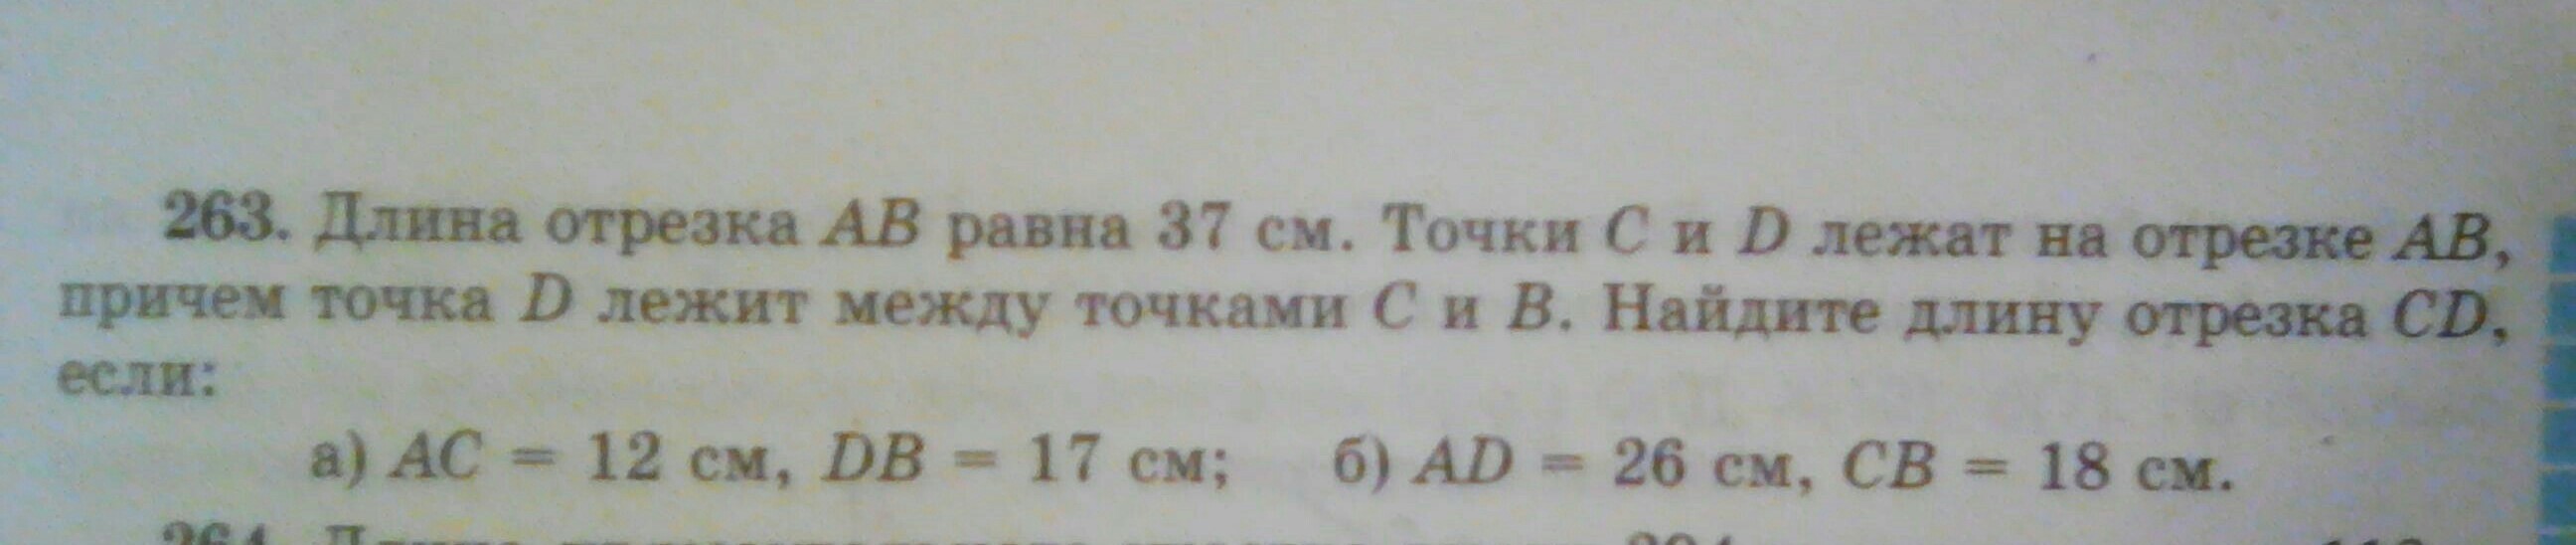 263. Длина отрезка AB равна 37 см. Точки C и D лежат на отрезке AB,
причем точка D лежит между точками C и B. Найдите длину отрезка CD,
если:
а) AC = 12 см, DB = 17 см; б) AD = 26 см, CB = 18 см.